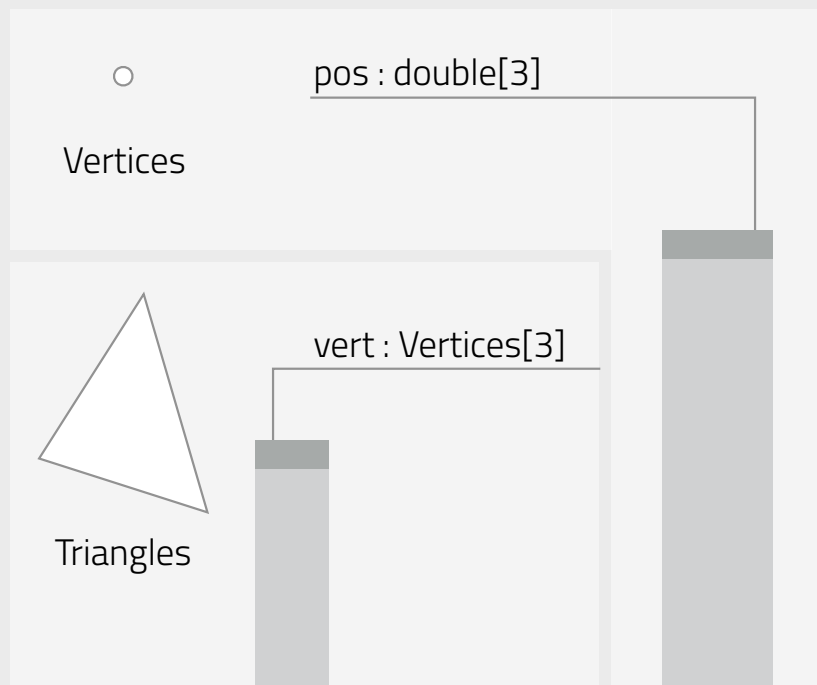 pos : double[3]
Vertices
vert : Vertices[3]
Triangles